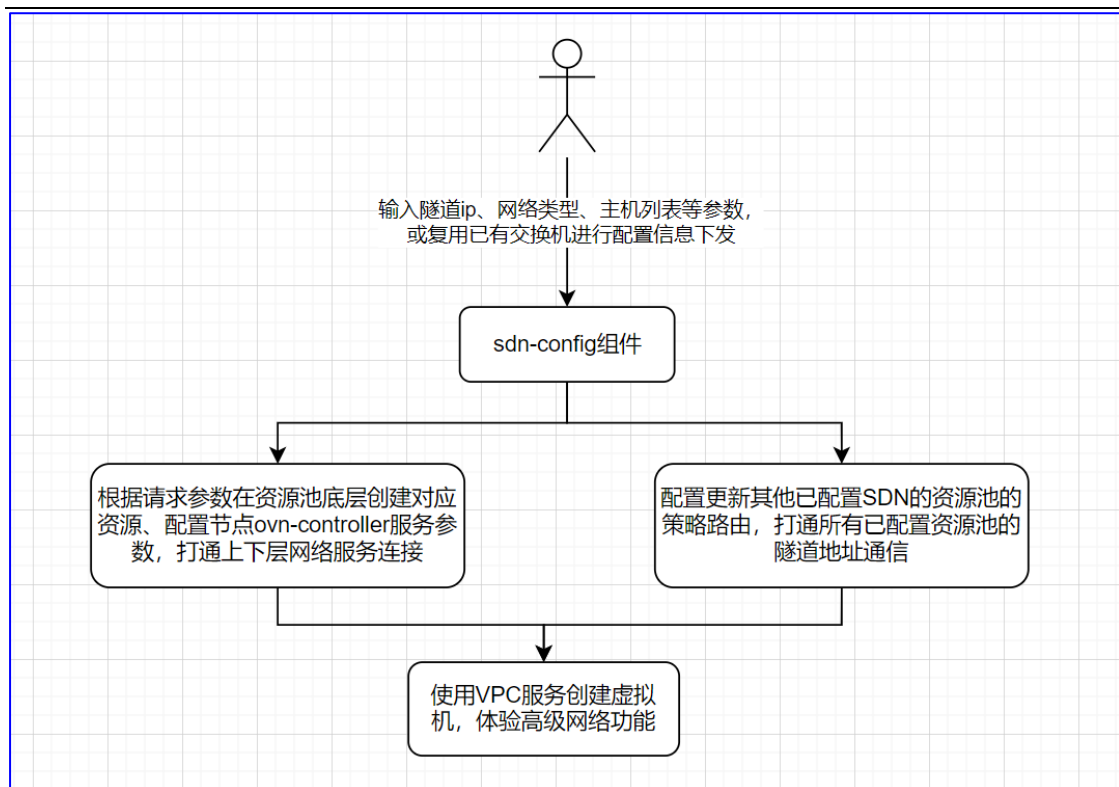 输入隧道ip、网络类型、主机列表等参数，
或复用已有交换机进行配置信息下发
sdn-config组件
根据请求参数在资源池底层创建对应
资源、配置节点ovn-controller服务参
数，打通上下层网络服务连接
配置更新其他已配置SDN的资源池的
策略路由，打通所有已配置资源池的
隧道地址通信
使用VPC服务创建虚拟
机，体验高级网络功能